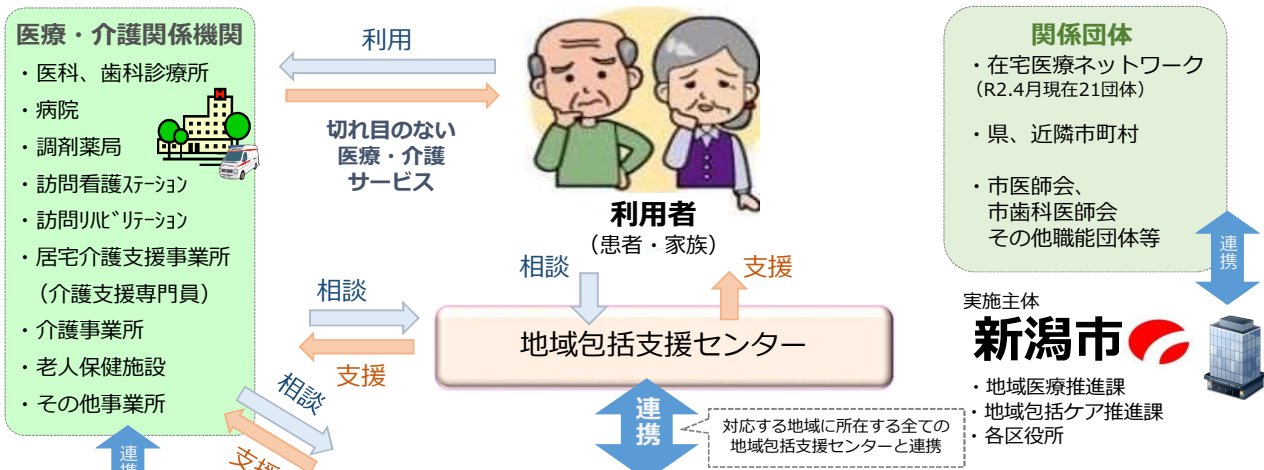 医療・介護関係機関
・医科、歯科診療所
・病院
・調剤薬局
・訪問看護ｽﾃｰｼｮﾝ
・訪問ﾘﾊﾋﾞﾘﾃｰｼｮﾝ
・居宅介護支援事業所
（介護支援専門員）
・介護事業所
・老人保健施設
・その他事業所
利用
切れ目のない
医療・介護
サービス
利用者
（患者・家族）
相談
支援
相談
支援
地域包括支援センター
相談
支援
連携
連携
対応する地域に所在する全ての
地域包括支援センターと連携
関係団体
・在宅医療ネットワーク
（R2.4月現在21団体）
・県、近隣市町村
・市医師会、
市歯科医師会
その他職能団体等
連携
実施主体
新潟市
・地域医療推進課
・地域包括ケア推進課
・各区役所